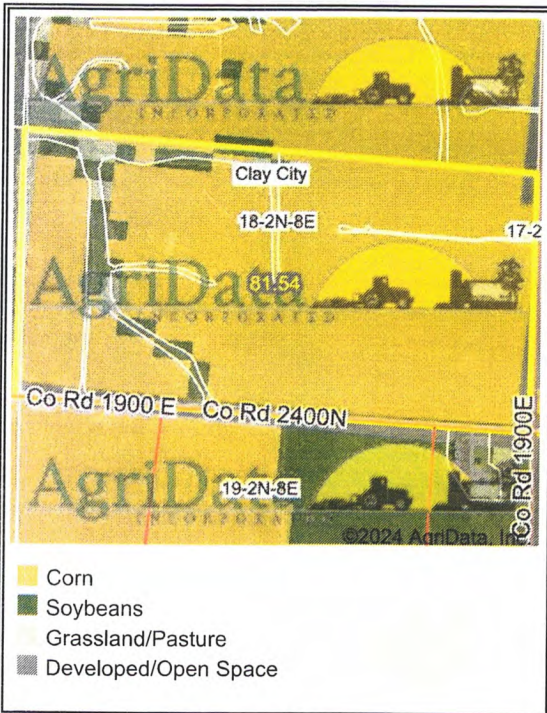 AgriData
INCORPORATED
Clay City
18-2N-8E
17-2
81.54
AgriData
INCORPORATED
Co Rd 1900 E
Co Rd 2400N
Co Rd 1900E
19-2N-8E
AgriData
INCORPORATED
©2024 AgriData, Inc.
Corn
Soybeans
Grassland/Pasture
Developed/Open Space